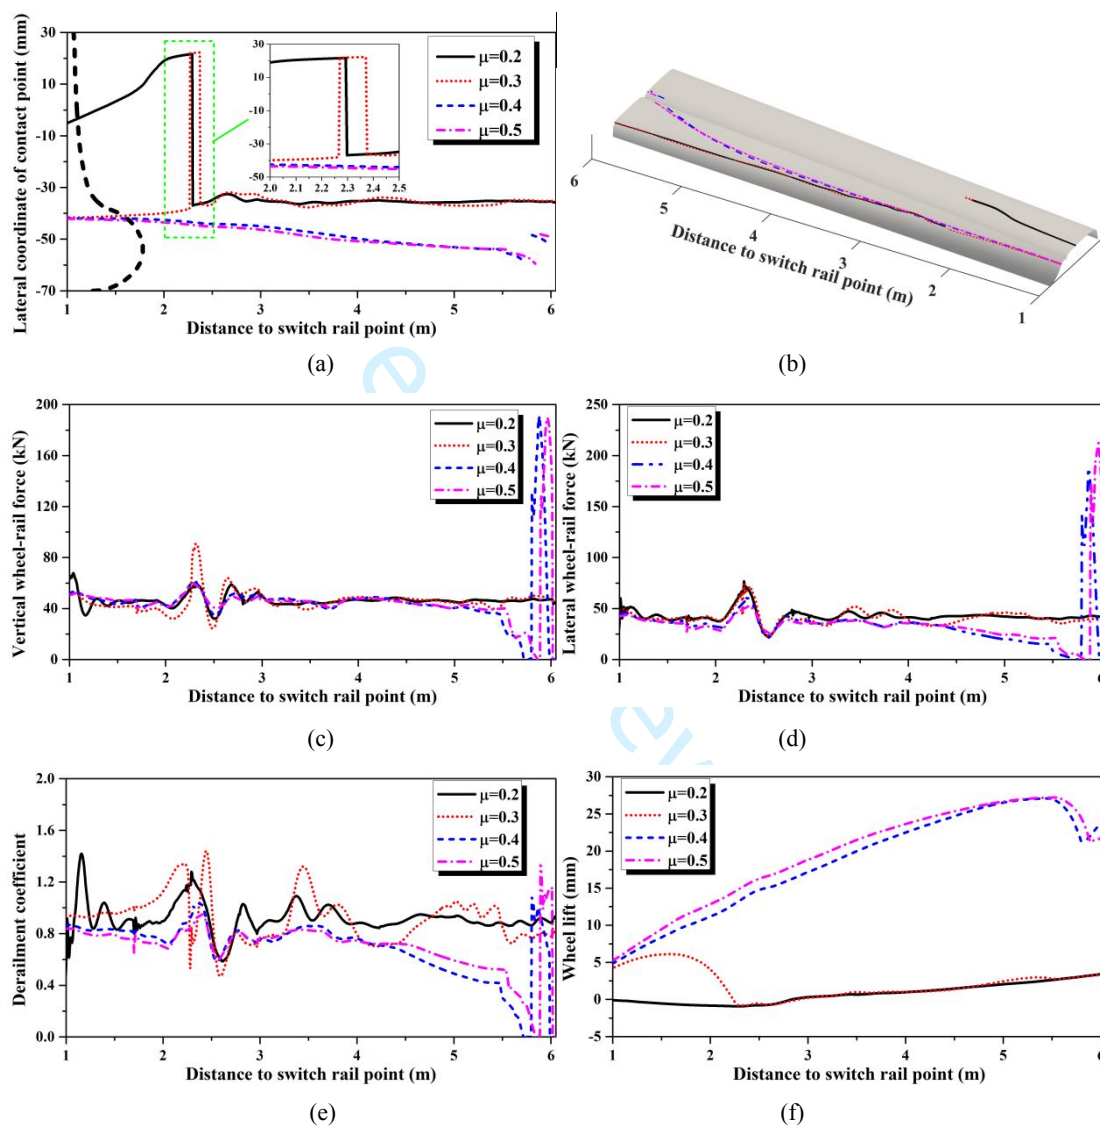 Lateral coordinate of contact point (mm)
30
10
-10
-30
-50
-70
1
2
3
4
5
6
Distance to switch rail point (m)
μ=0.2
μ=0.3
μ=0.4
μ=0.5
30
10
-10
-30
-50
2.0
2.1
2.2
2.3
2.4
2.5
(a)
6
5
4
3
2
1
Distance to switch rail point (m)
(b)
Vertical wheel-rail force (kN)
200
160
120
80
40
0
1
2
3
4
5
6
Distance to switch rail point (m)
μ=0.2
μ=0.3
μ=0.4
μ=0.5
(c)
Lateral wheel-rail force (kN)
250
200
150
100
50
0
1
2
3
4
5
6
Distance to switch rail point (m)
μ=0.2
μ=0.3
μ=0.4
μ=0.5
(d)
Derailment coefficient
2.0
1.6
1.2
0.8
0.4
0.0
1
2
3
4
5
6
Distance to switch rail point (m)
μ=0.2
μ=0.3
μ=0.4
μ=0.5
(e)
Wheel lift (mm)
30
25
20
15
10
5
0
-5
1
2
3
4
5
6
Distance to switch rail point (m)
μ=0.2
μ=0.3
μ=0.4
μ=0.5
(f)